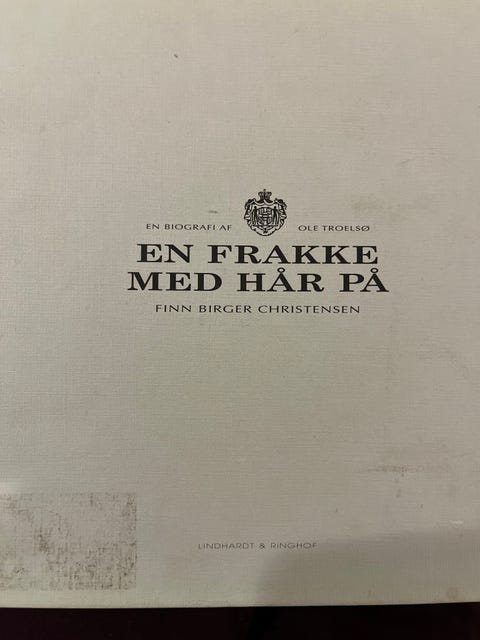 EN BIOGRAFI AF OLE TROELSØ
EN FRAKKE
MED HÅR PÅ
FINN BIRGER CHRISTENSEN
LINDHARDT & RINGHOF